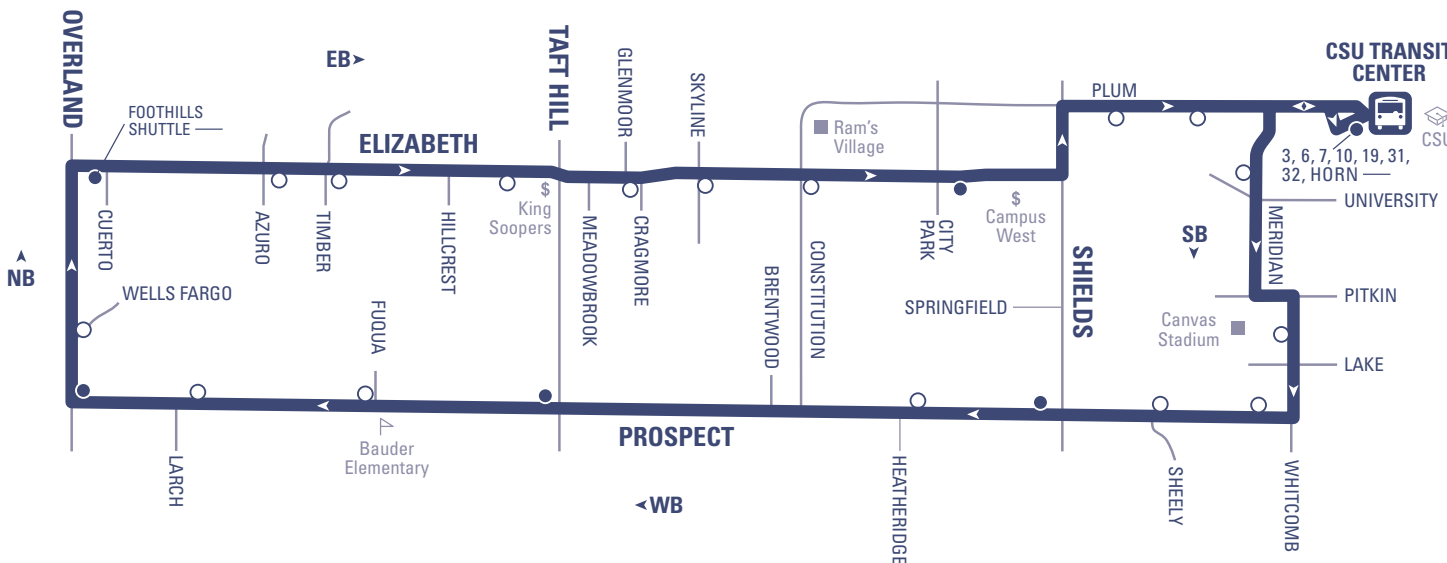 OVERLAND
EB
TAFT HILL
GLENMOOR
SKYLINE
CSU TRANSIT
CENTER
FOOTHILLS
SHUTTLE
ELIZABETH
PLUM
Ram's
Village
CSU
3, 6, 7, 10, 19, 31,
32, HORN
UNIVERSITY
CUERTO
AZURO
TIMBER
HILLCREST
$
King
Soopers
MEADOWBROOK
CRAGMORE
CONSTITUTION
CITY
PARK
$
Campus
West
SHIELDS
SB
MERIDIAN
NB
WELLS FARGO
FUQUA
BRENTWOOD
SPRINGFIELD
PITKIN
Canvas
Stadium
LAKE
PROSPECT
Bauder
Elementary
LARCH
WB
HEATHERIDGE
SHEELY
WHITCOMB